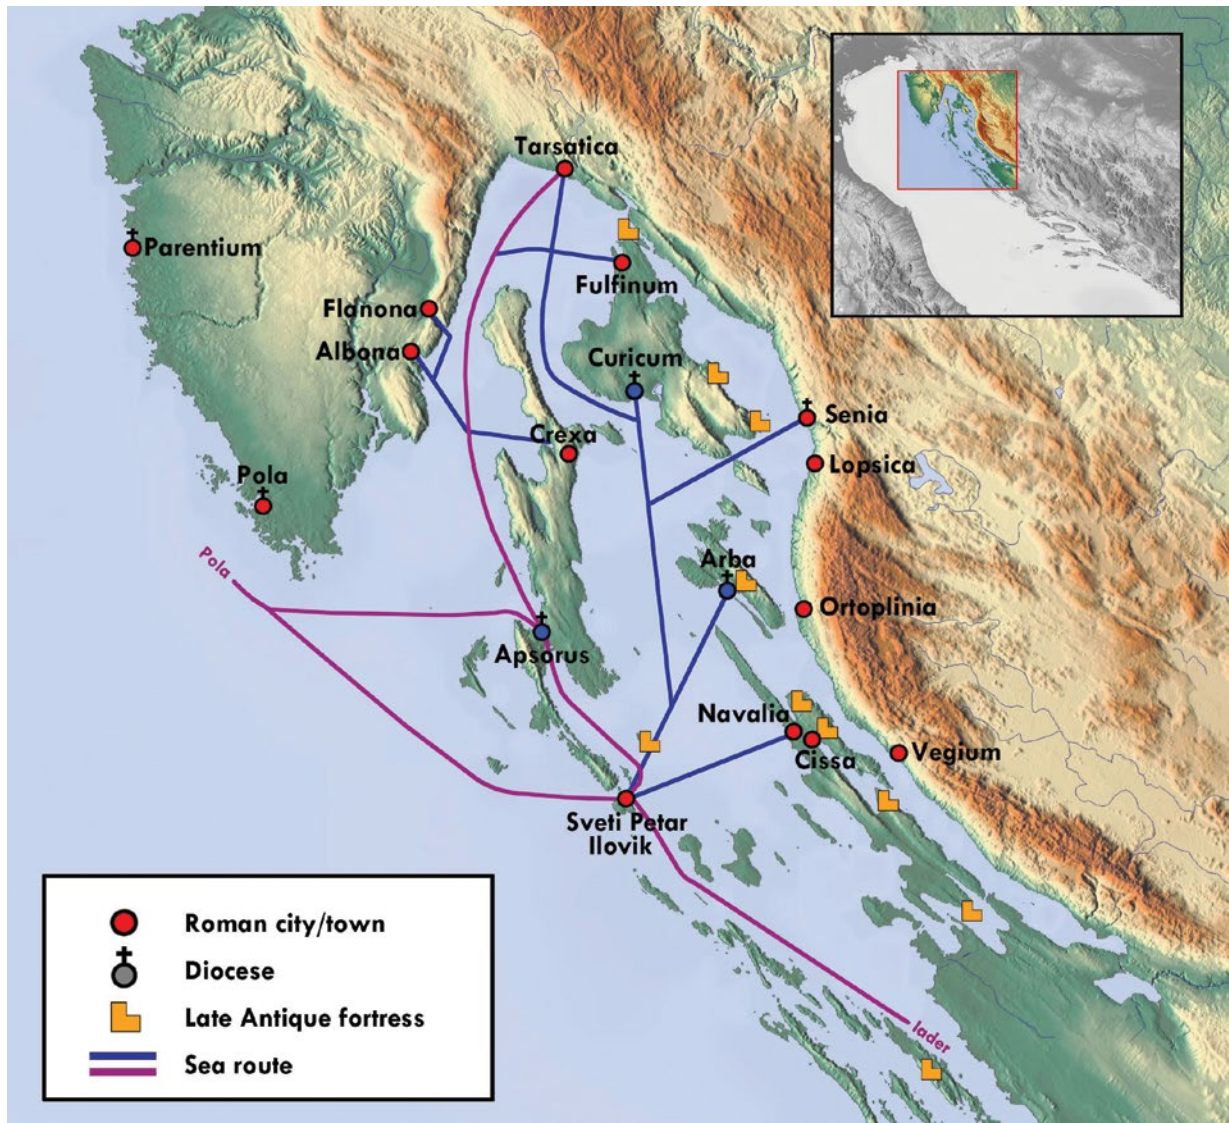 Tarsatica
Parentium
Fulfinum
Flanona
Albona
Curicum
Senia
Crexa
Lopsica
Pola
Arba
Pola
Ortoplinia
Apsorus
Navalia
Cissa
Vegium
Sveti Petar
Ilovik
Iader
Roman city/town
Diocese
Late Antique fortress
Sea route